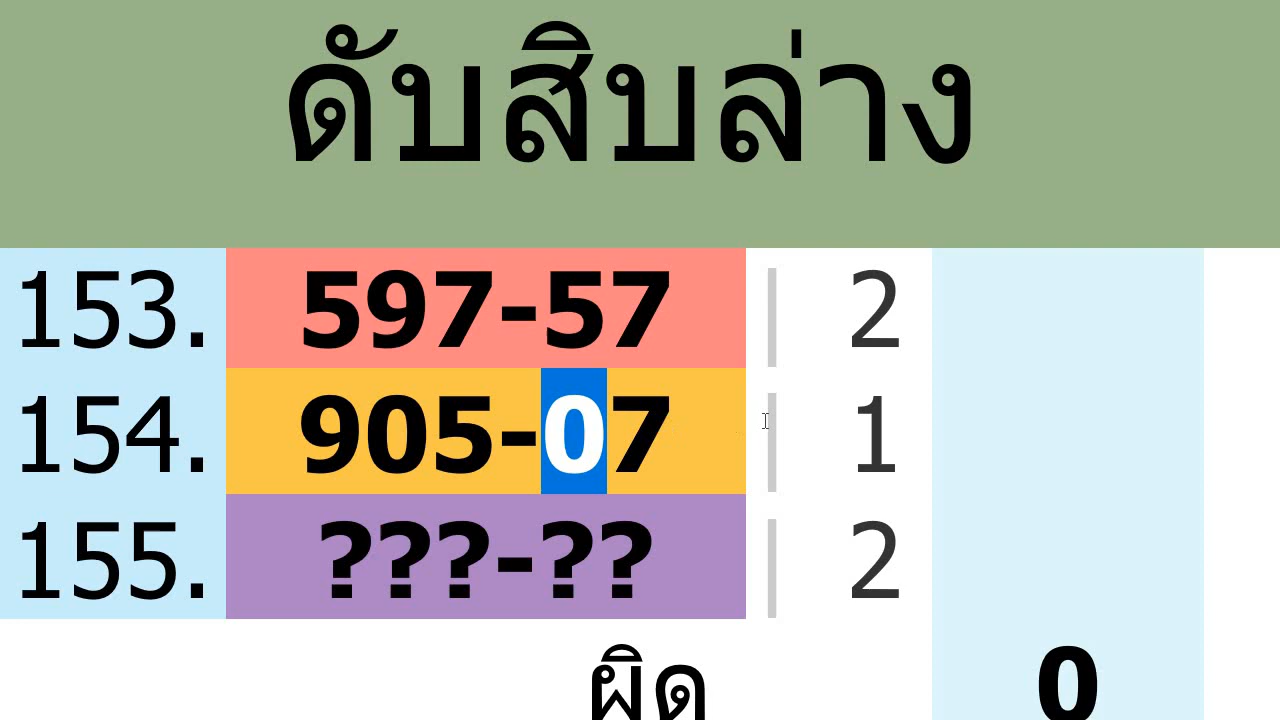 ดับสิบล่าง
153. 597-57 | 2
154. 905-07 | 1
155. ???-?? | 2
ผิด 0